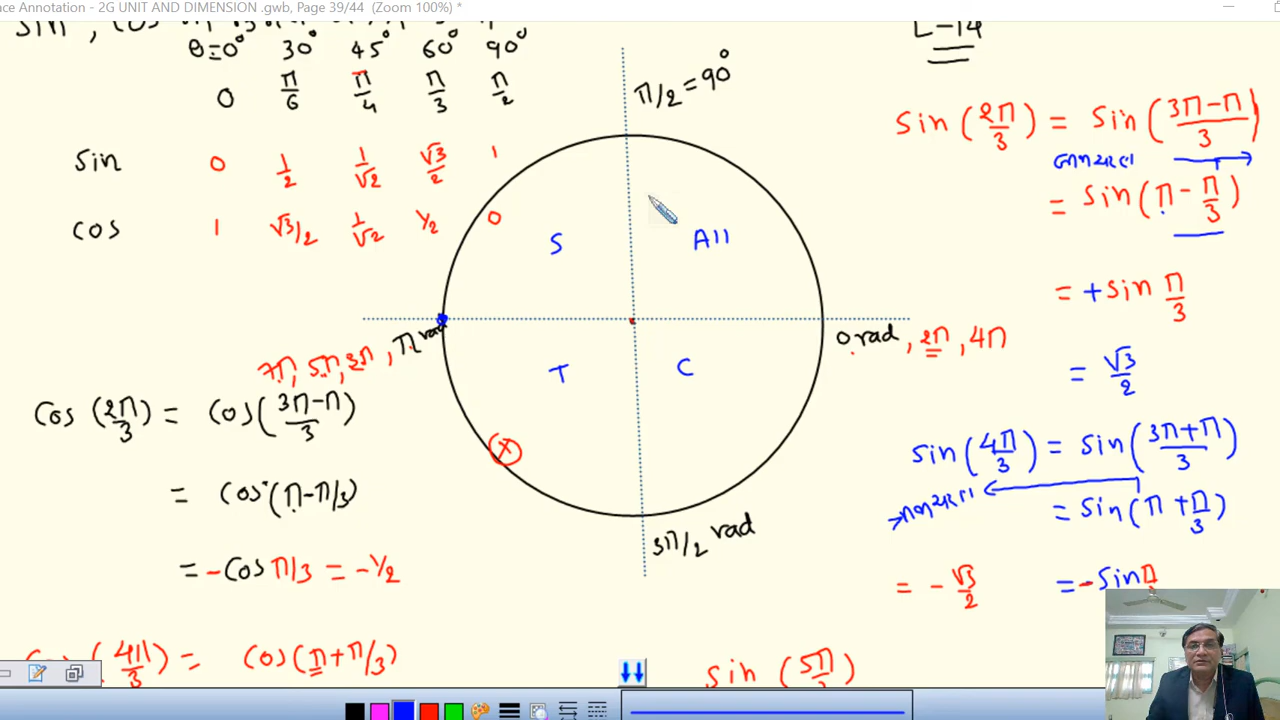 ace Annotation - 2G UNIT AND DIMENSION .gwb, Page 39/44 (Zoom 100%) *
L-14
θ=0° 30° 45° 60° 90°
0 π/6 π/4 π/3 π/2
sin 0 1/2 1/√2 √3/2 1
cos 1 √3/2 1/√2 1/2 0
π/2 = 90°
S All
T C
0 rad, 2π, 4π
7π, 5π, 3π, π rad
3π/2 rad
cos (2π/3) = cos(3π-π/3)
= cos (π-π/3)
= -cos π/3 = -1/2
(4π/3) = cos(π+π/3)
sin (2π/3) = sin (3π-π/3)
= sin (π - π/3)
= +sin π/3
= √3/2
sin (4π/3) = sin (3π+π/3)
= sin (π + π/3)
= - √3/2 = -sin π
sin (5π/